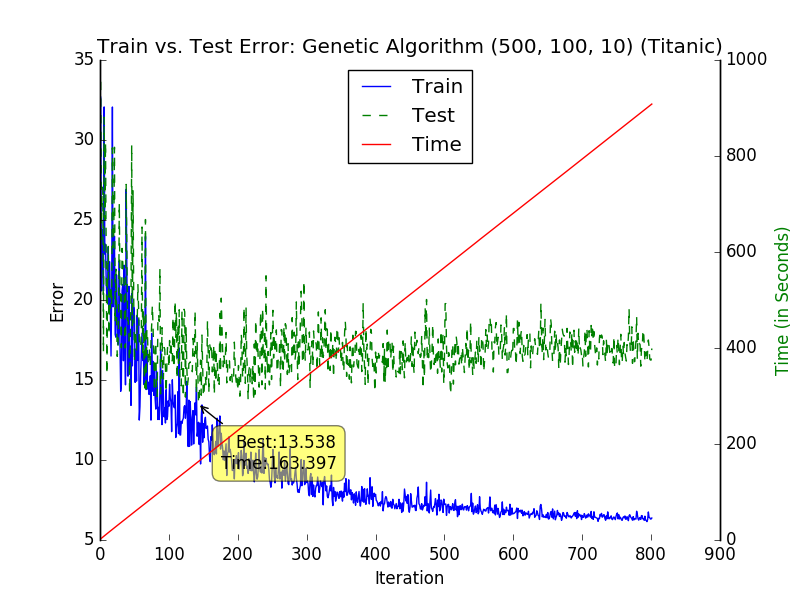 Train vs. Test Error: Genetic Algorithm (500, 100, 10) (Titanic)
Train
Test
Time
35
30
25
20
15
10
5
Error
1000
800
600
400
200
0
Time (in Seconds)
Best:13.538
Time:163.397
0 100 200 300 400 500 600 700 800 900
Iteration